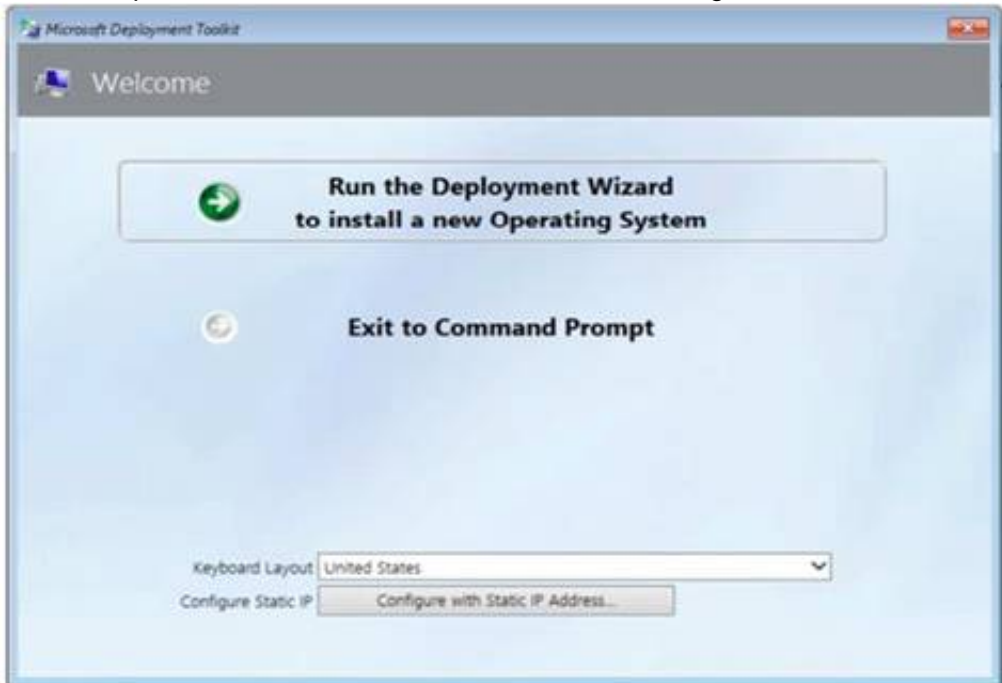 Microsoft Deployment Toolkit
Welcome
Run the Deployment Wizard
to install a new Operating System
Exit to Command Prompt
Keyboard Layout United States
Configure Static IP Configure with Static IP Address...